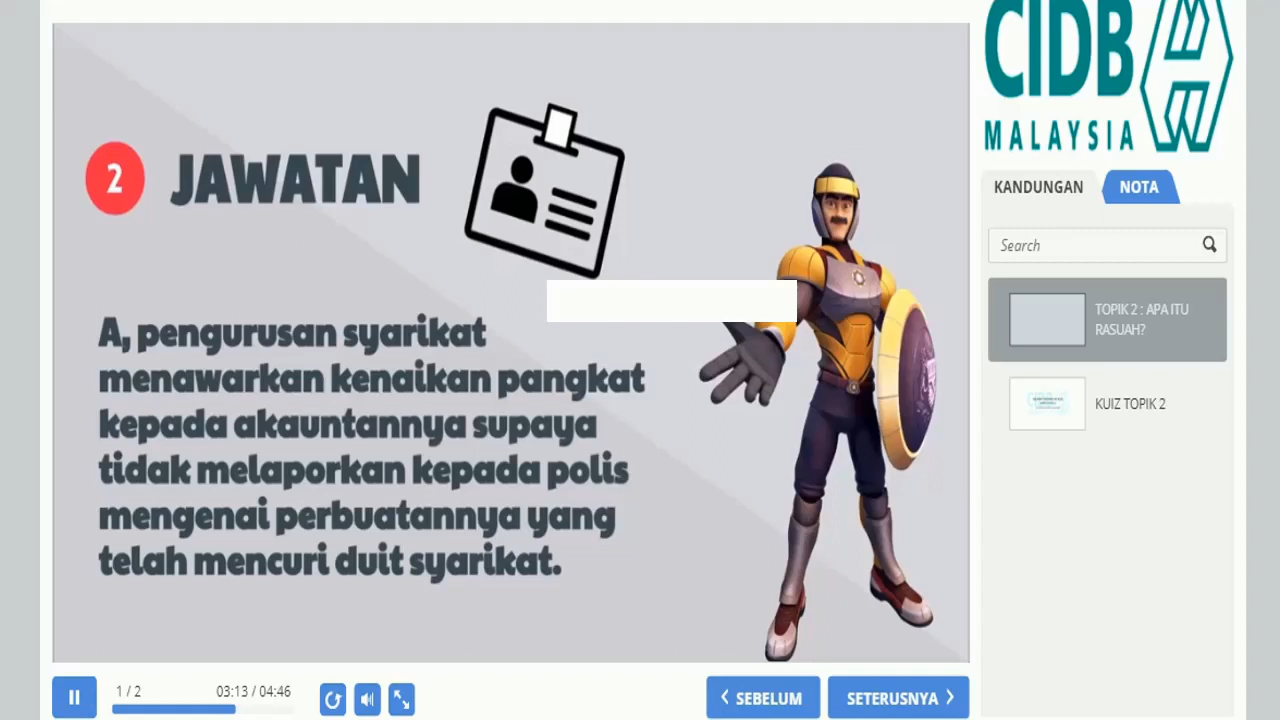 CIDB
MALAYSIA
2 JAWATAN
A, pengurusan syarikat
menawarkan kenaikan pangkat
kepada akauntannya supaya
tidak melaporkan kepada polis
mengenai perbuatannya yang
telah mencuri duit syarikat.
KANDUNGAN
NOTA
Search
TOPIK 2 : APA ITU
RASUAH?
KUIZ TOPIK 2
1 / 2
03:13 / 04:46
SEBELUM
SETERUSNYA